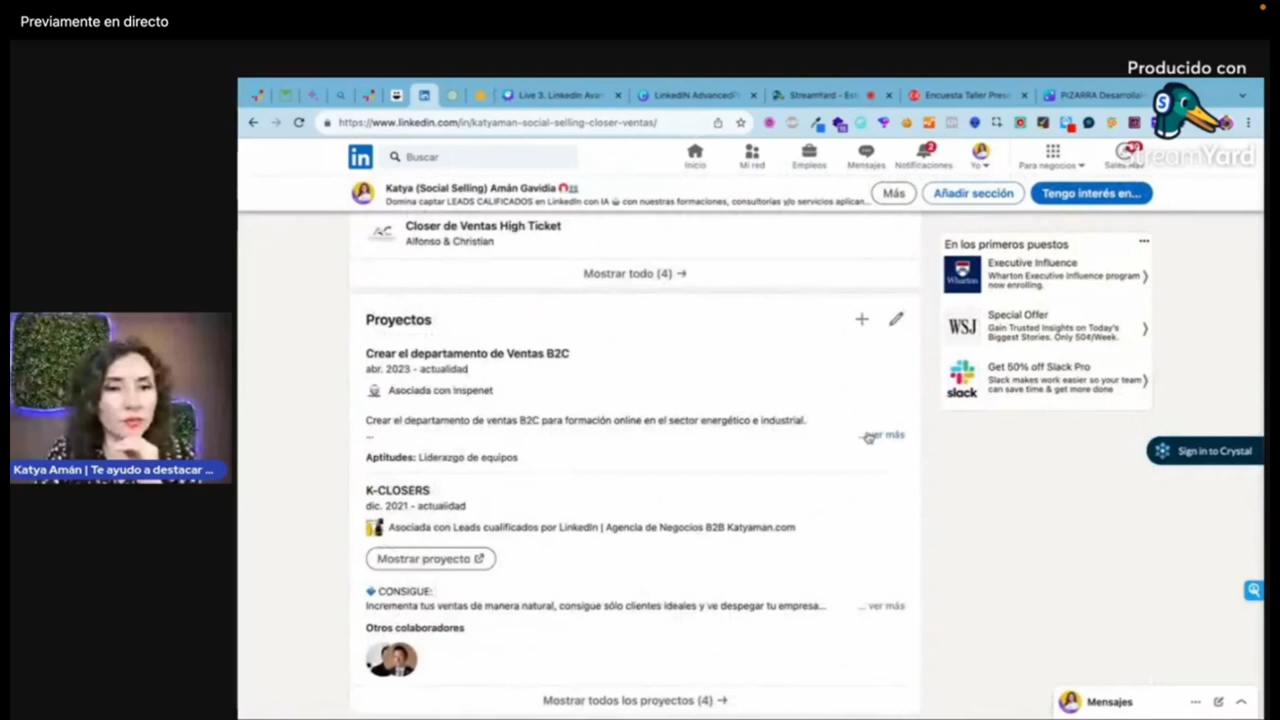 Previamente en directo
Producido con
StreamYard
Live 3. Linkedin Avan
LinkedIN AdvancedP
StreamYard - Est
Encuesta Taller Pres
PIZARRA Desarrollo
https://www.linkedin.com/in/katyaman-social-selling-closer-ventas/
in
Buscar
Inicio
Mi red
Empleos
Mensajes
2
Notificaciones
Yo
Para negocios
Katya (Social Selling) Amán Gavidia
Domina captar LEADS CALIFICADOS en LinkedIn con IA con nuestras formaciones, consultorías y/o servicios aplican...
Más
Añadir sección
Tengo interés en...
AC
Closer de Ventas High Ticket
Alfonso & Christian
Mostrar todo (4) →
Proyectos
Crear el departamento de Ventas B2C
abr. 2023 - actualidad
Asociada con Inspenet
Crear el departamento de ventas B2C para formación online en el sector energético e industrial.
...
ver más
Aptitudes: Liderazgo de equipos
K-CLOSERS
dic. 2021 - actualidad
Asociada con Leads cualificados por LinkedIn | Agencia de Negocios B2B Katyaman.com
Mostrar proyecto
CONSIGUE:
Incrementa tus ventas de manera natural, consigue sólo clientes ideales y ve despegar tu empresa...
... ver más
Otros colaboradores
Mostrar todos los proyectos (4) →
En los primeros puestos
Wharton
Executive Influence
Wharton Executive Influence program
now enrolling.
WSJ
Special Offer
Gain Trusted Insights on Today's
Biggest Stories. Only 50¢/Week.
slack
Get 50% off Slack Pro
Slack makes work easier so your team
can save time & get more done
Sign in to Crystal
Mensajes
Katya Amán | Te ayudo a destacar ...